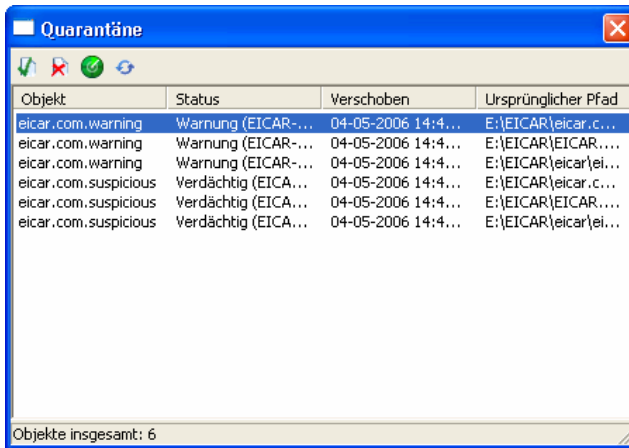 Quarantäne
Objekt Status Verschoben Ursprünglicher Pfad
eicar.com.warning Warnung (EICAR-... 04-05-2006 14:4... E:\EICAR\eicar.c...
eicar.com.warning Warnung (EICAR-... 04-05-2006 14:4... E:\EICAR\EICAR....
eicar.com.warning Warnung (EICAR-... 04-05-2006 14:4... E:\EICAR\eicar\ei...
eicar.com.suspicious Verdächtig (EICA... 04-05-2006 14:4... E:\EICAR\eicar.c...
eicar.com.suspicious Verdächtig (EICA... 04-05-2006 14:4... E:\EICAR\EICAR....
eicar.com.suspicious Verdächtig (EICA... 04-05-2006 14:4... E:\EICAR\eicar\ei...
Objekte insgesamt: 6